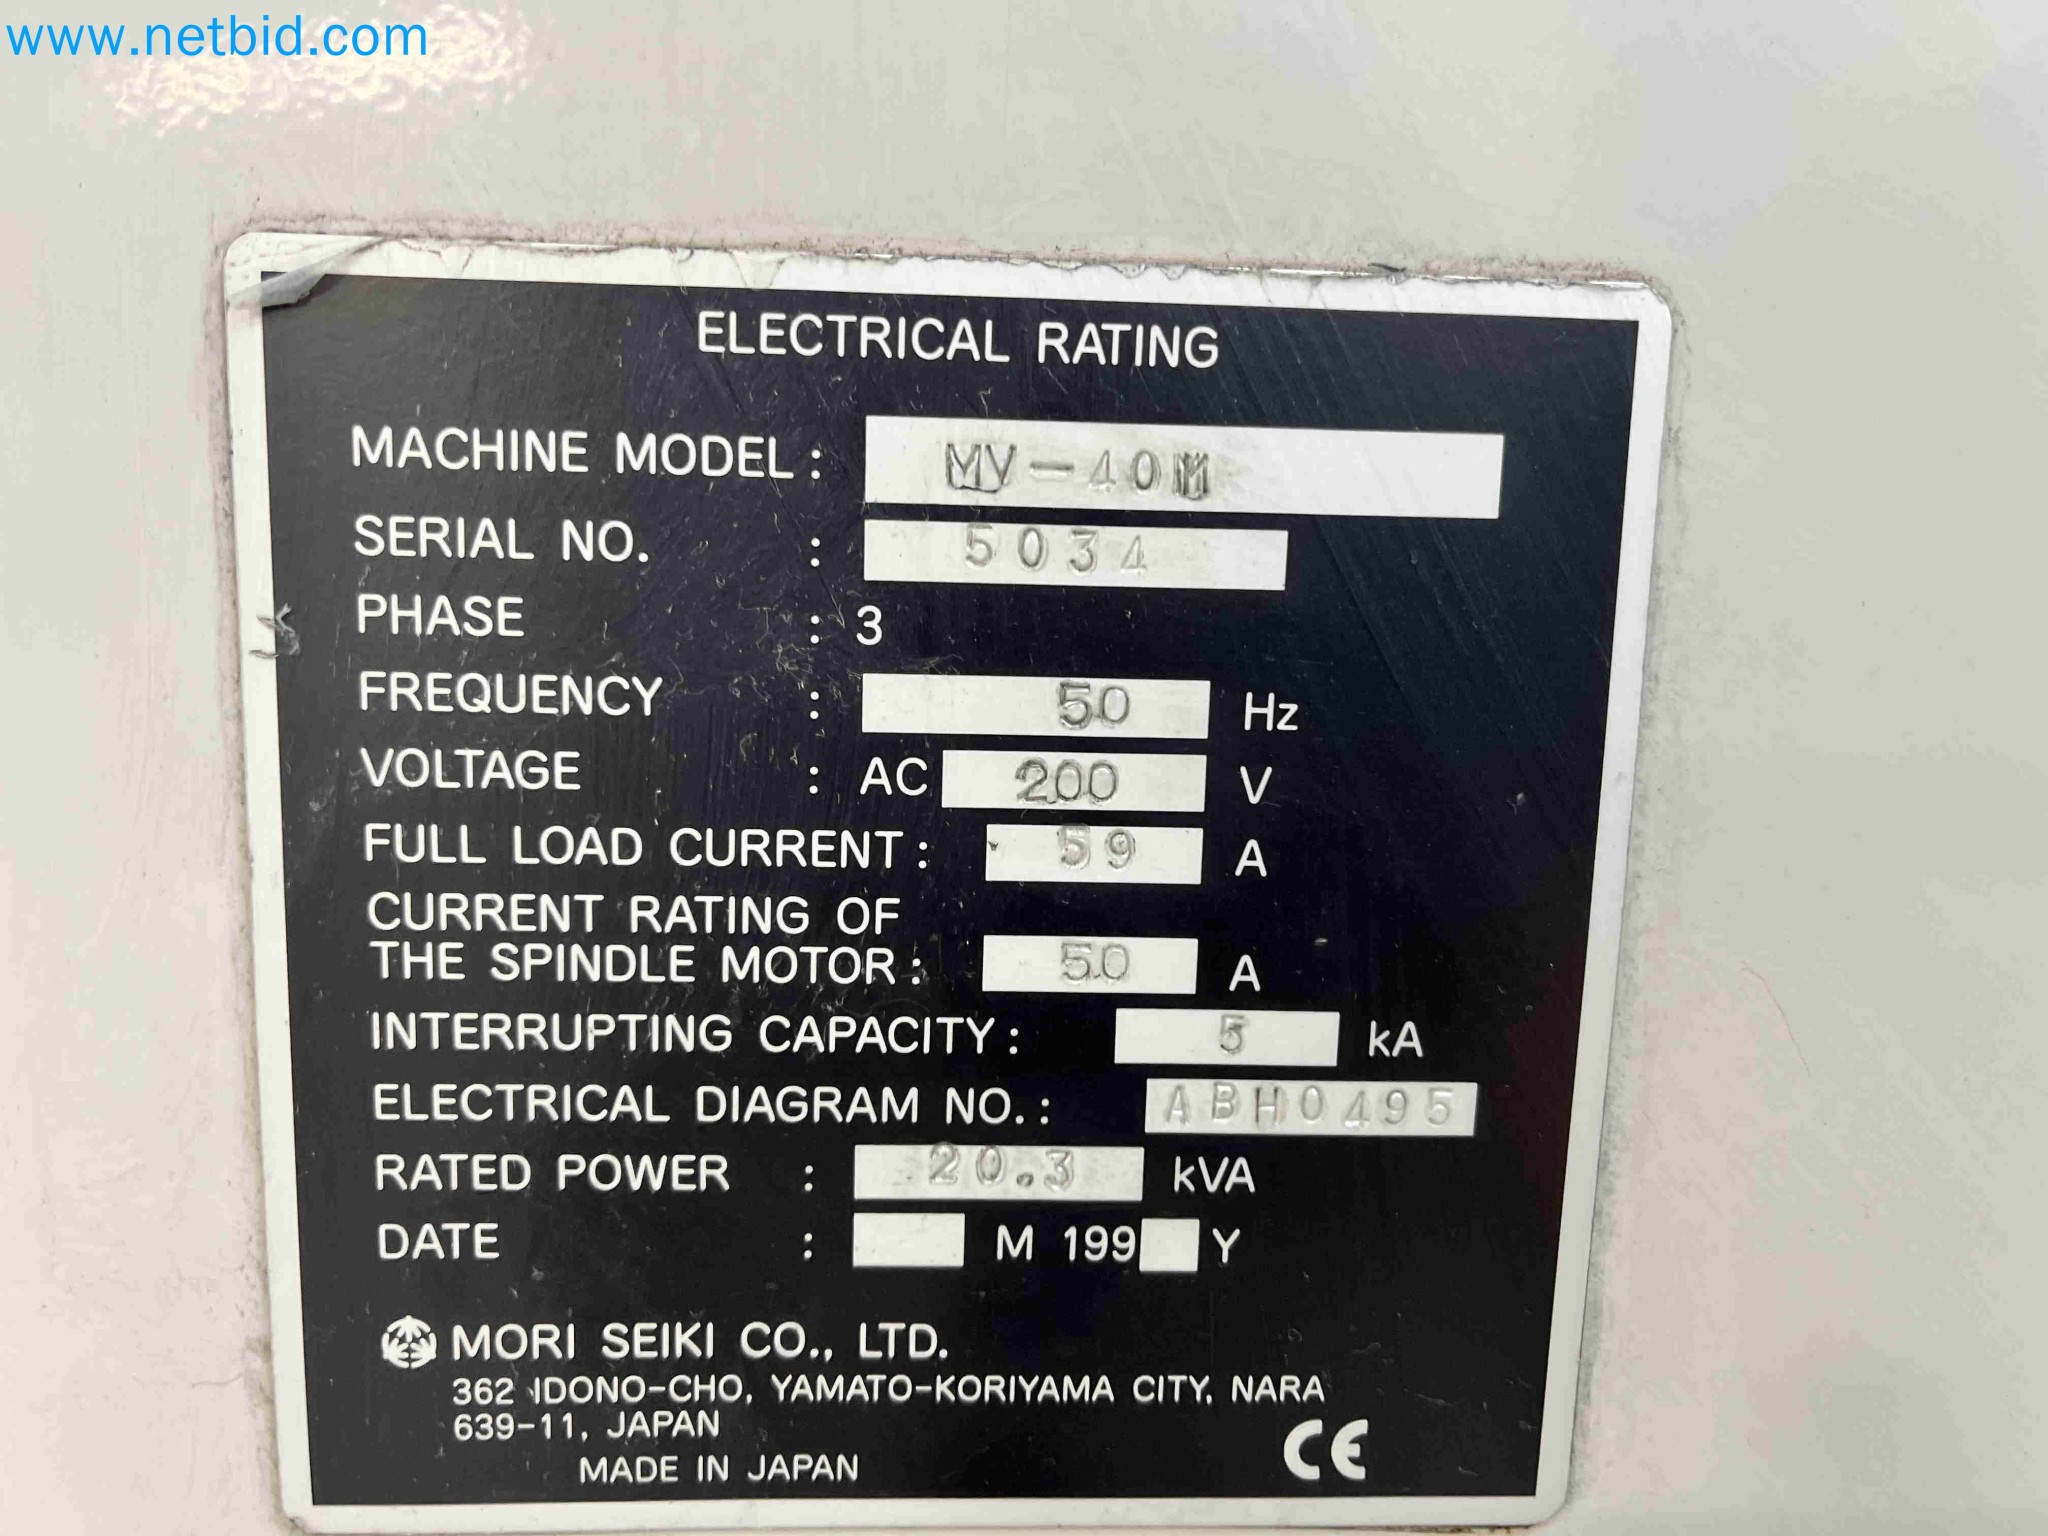 www.netbid.com
ELECTRICAL RATING
MACHINE MODEL : MV-40M
SERIAL NO. : 5034
PHASE : 3
FREQUENCY : 50 Hz
VOLTAGE : AC 200 V
FULL LOAD CURRENT : 59 A
CURRENT RATING OF
THE SPINDLE MOTOR : 50 A
INTERRUPTING CAPACITY : 5 kA
ELECTRICAL DIAGRAM NO. : ABH0495
RATED POWER : 20.3 kVA
DATE : M 199 Y
MORI SEIKI CO., LTD.
362 IDONO-CHO, YAMATO-KORIYAMA CITY, NARA
639-11, JAPAN
MADE IN JAPAN
CE